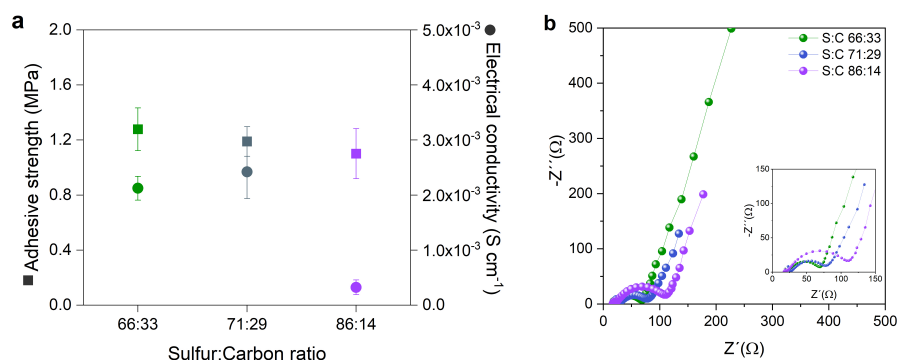 a
2.0
1.6
1.2
0.8
0.4
0.0
Adhesive strength (MPa)
5.0x10⁻³
4.0x10⁻³
3.0x10⁻³
2.0x10⁻³
1.0x10⁻³
0.0
Electrical conductivity (S cm⁻¹)
66:33 71:29 86:14
Sulfur:Carbon ratio
b
500
400
300
200
100
0
-Z´´(Ω)
S:C 66:33
S:C 71:29
S:C 86:14
150
100
50
0
-Z´´(Ω)
0 50 100 150
Z´(Ω)
0 100 200 300 400 500
Z´(Ω)